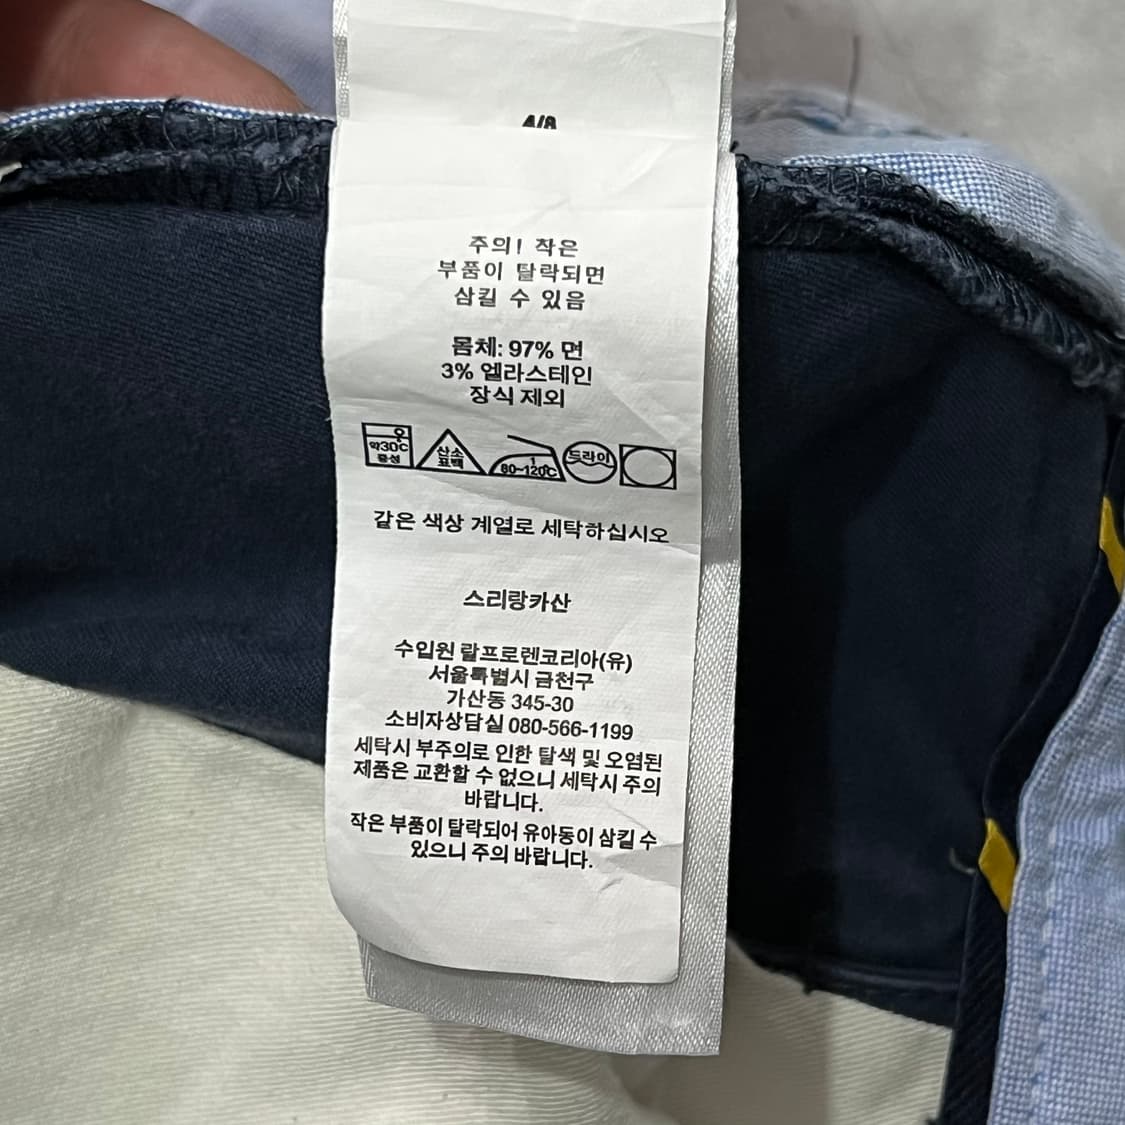 4/8
주의! 작은
부품이 탈락되면
삼킬 수 있음
몸체: 97% 면
3% 엘라스테인
장식 제외
약30℃
중성
산소
표백
1
80~120℃
드라이
같은 색상 계열로 세탁하십시오
스리랑카산
수입원 랄프로렌코리아(유)
서울특별시 금천구
가산동 345-30
소비자상담실 080-566-1199
세탁시 부주의로 인한 탈색 및 오염된
제품은 교환할 수 없으니 세탁시 주의
바랍니다.
작은 부품이 탈락되어 유아동이 삼킬 수
있으니 주의 바랍니다.